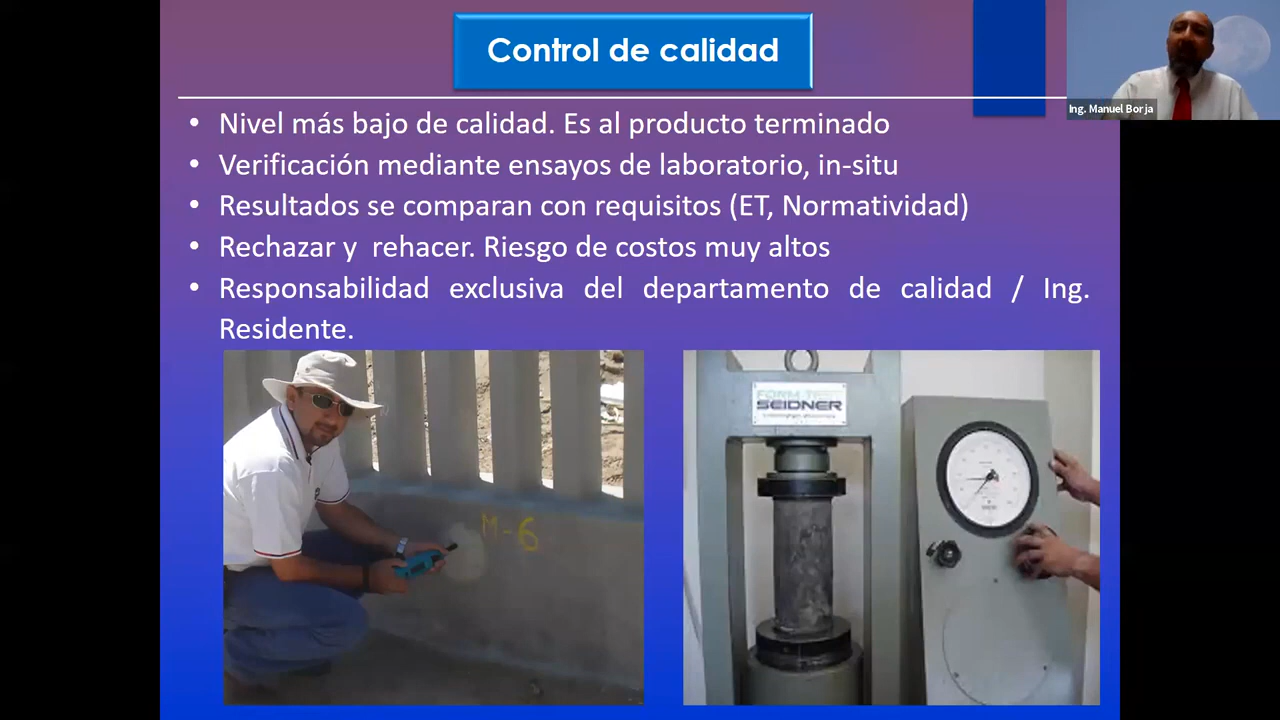 Control de calidad
Ing. Manuel Borja
• Nivel más bajo de calidad. Es al producto terminado
• Verificación mediante ensayos de laboratorio, in-situ
• Resultados se comparan con requisitos (ET, Normatividad)
• Rechazar y rehacer. Riesgo de costos muy altos
• Responsabilidad exclusiva del departamento de calidad / Ing.
Residente.
M-6
FORM TEST
SEIDNER